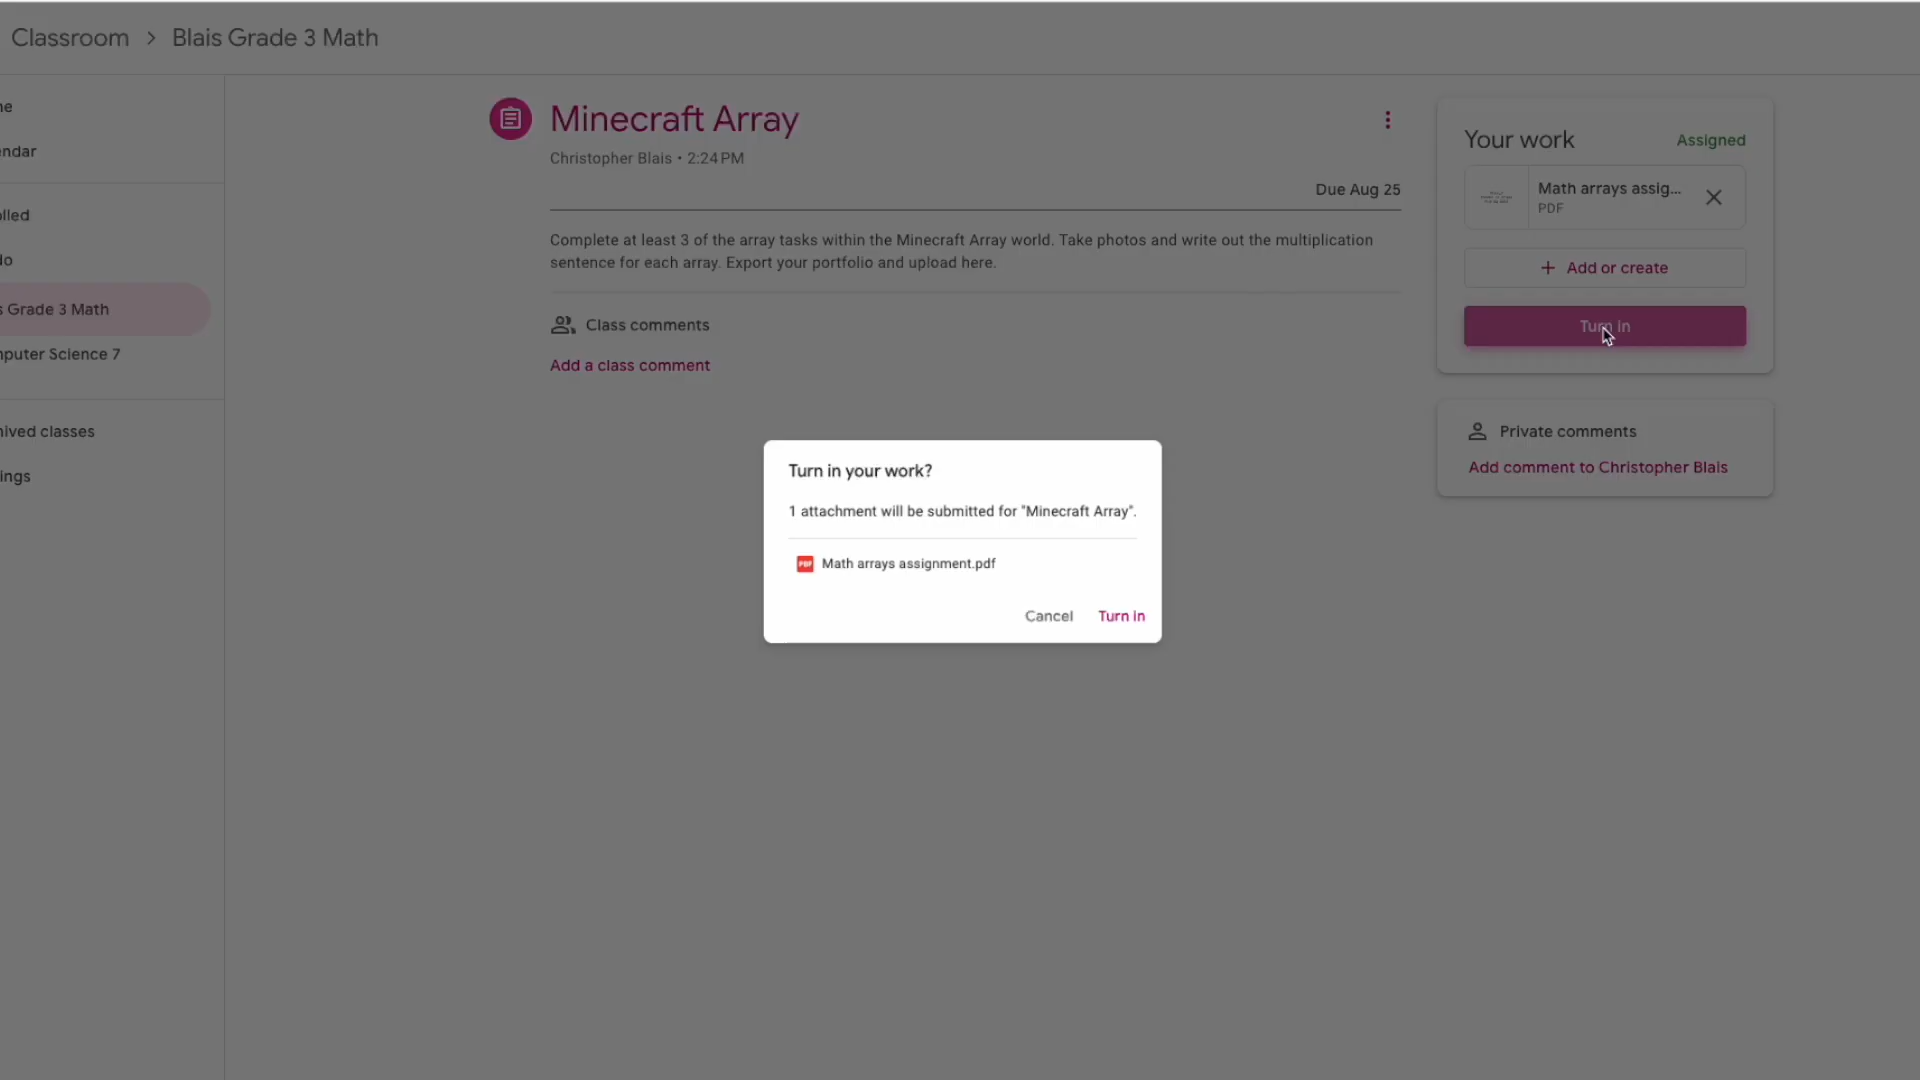 Classroom > Blais Grade 3 Math
ne
ndar
lled
do
s Grade 3 Math
puter Science 7
hived classes
ings
Minecraft Array
Christopher Blais • 2:24 PM
Due Aug 25
Complete at least 3 of the array tasks within the Minecraft Array world. Take photos and write out the multiplication
sentence for each array. Export your portfolio and upload here.
Class comments
Add a class comment
Your work Assigned
Math arrays assig...
PDF
+ Add or create
Turn in
Private comments
Add comment to Christopher Blais
Turn in your work?
1 attachment will be submitted for "Minecraft Array".
PDF Math arrays assignment.pdf
Cancel Turn in